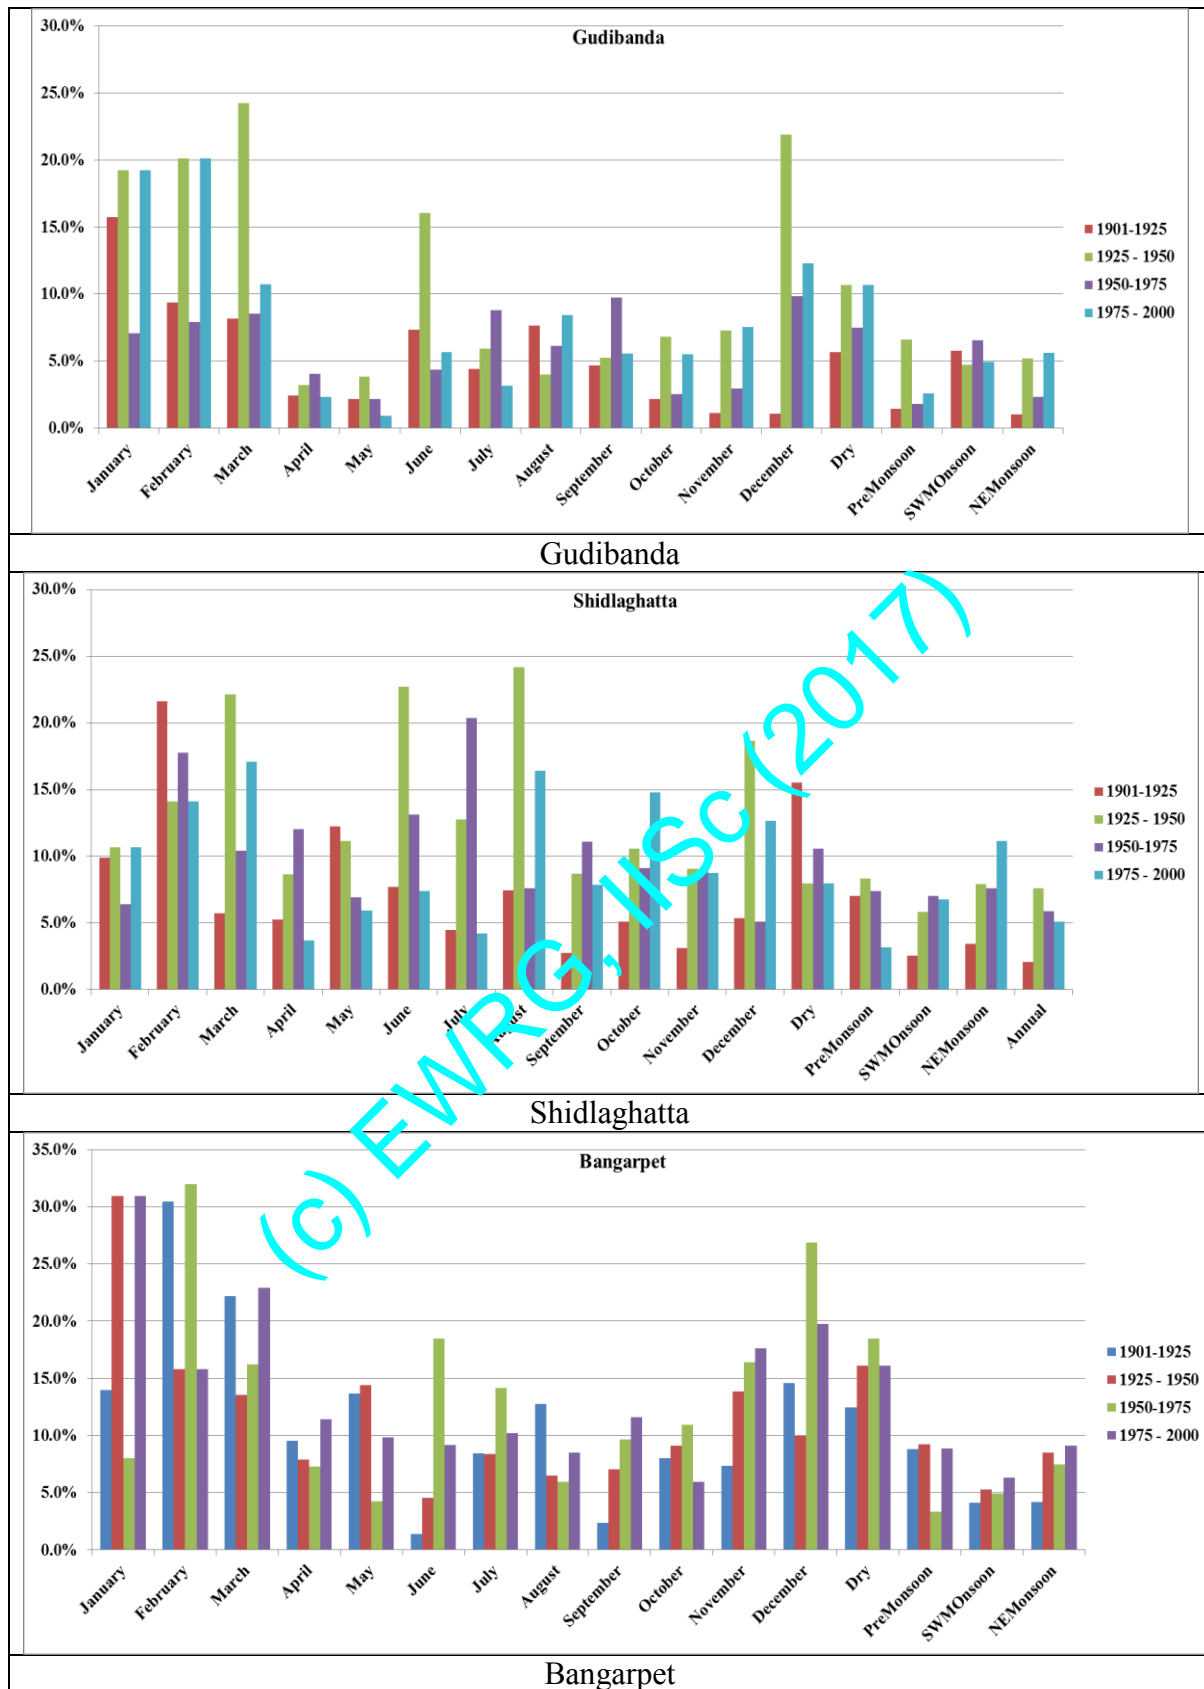 Gudibanda
30.0%
25.0%
20.0%
15.0%
10.0%
5.0%
0.0%
January
February
March
April
May
June
July
August
September
October
November
December
Dry
PreMonsoon
SWMOnsoon
NEMonsoon
1901-1925
1925 - 1950
1950-1975
1975 - 2000
Gudibanda
Shidlaghatta
30.0%
25.0%
20.0%
15.0%
10.0%
5.0%
0.0%
January
February
March
April
May
June
July
August
September
October
November
December
Dry
PreMonsoon
SWMOnsoon
NEMonsoon
Annual
1901-1925
1925 - 1950
1950-1975
1975 - 2000
Shidlaghatta
Bangarpet
35.0%
30.0%
25.0%
20.0%
15.0%
10.0%
5.0%
0.0%
January
February
March
April
May
June
July
August
September
October
November
December
Dry
PreMonsoon
SWMOnsoon
NEMonsoon
1901-1925
1925 - 1950
1950-1975
1975 - 2000
Bangarpet
(c) EWRG, IISc (2017)